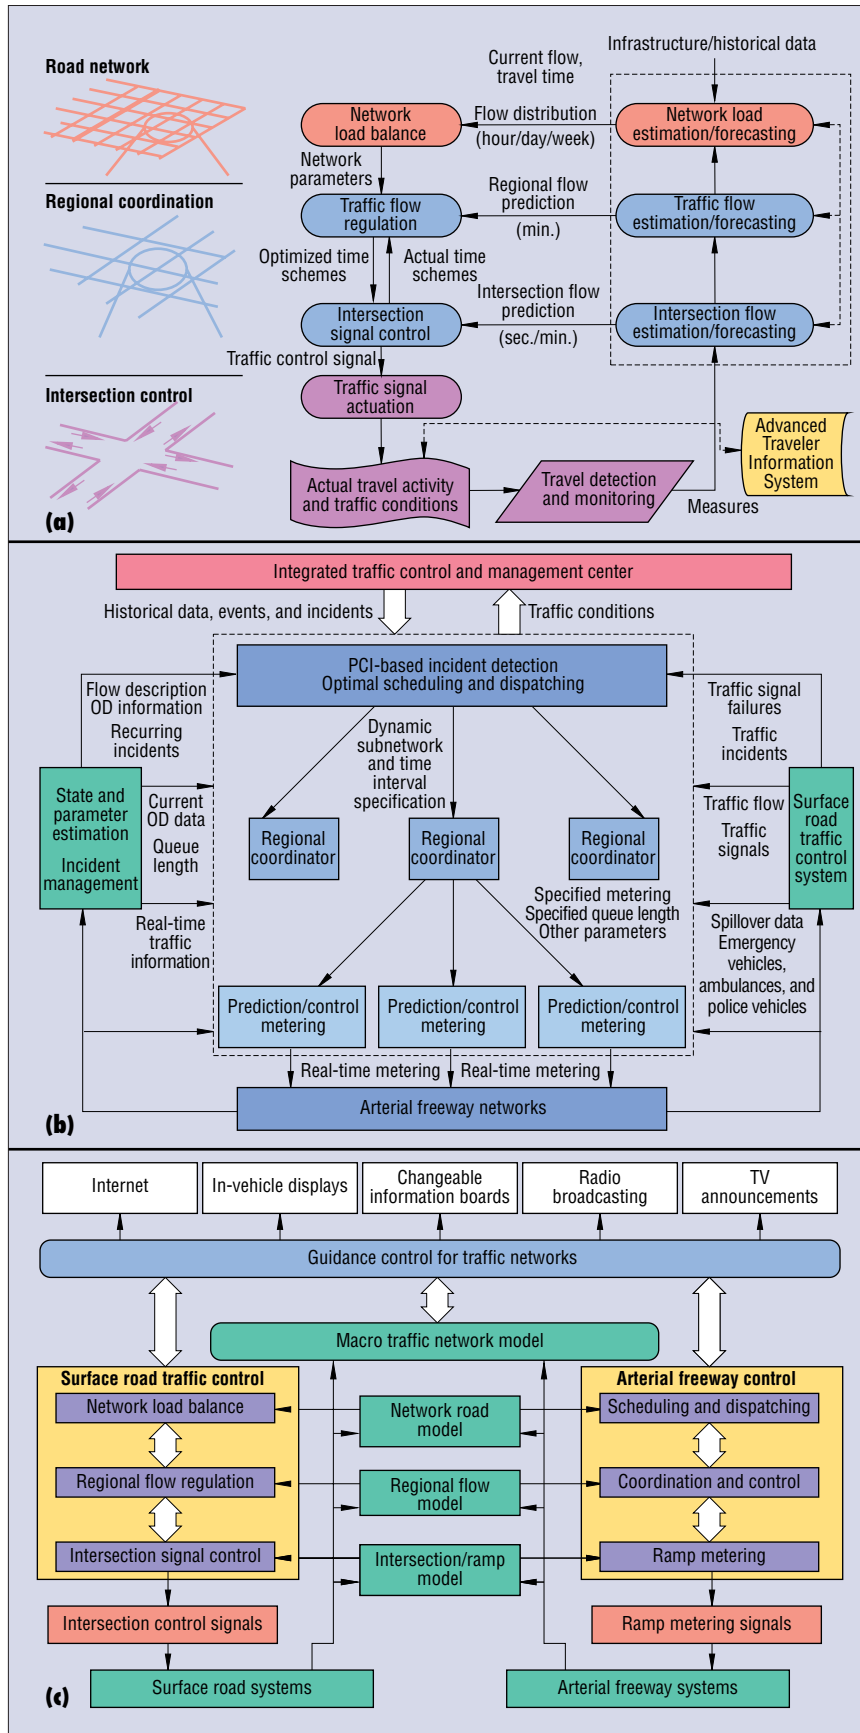 Road network
Regional coordination
Intersection control
Infrastructure/historical data
Current flow,
travel time
Network
load balance
Flow distribution
(hour/day/week)
Network load
estimation/forecasting
Network
parameters
Traffic flow
regulation
Regional flow
prediction
(min.)
Traffic flow
estimation/forecasting
Optimized time
schemes
Actual time
schemes
Intersection
signal control
Intersection flow
prediction
(sec./min.)
Intersection flow
estimation/forecasting
Traffic control signal
Traffic signal
actuation
Advanced
Traveler
Information
System
Actual travel activity
and traffic conditions
Travel detection
and monitoring
Measures
(a)
Integrated traffic control and management center
Historical data, events, and incidents
Traffic conditions
PCI-based incident detection
Optimal scheduling and dispatching
Flow description
OD information
Recurring
incidents
Traffic signal
failures
Traffic
incidents
Dynamic
subnetwork
and time
interval
specification
State and
parameter
estimation
Incident
management
Current
OD data
Queue
length
Regional
coordinator
Regional
coordinator
Regional
coordinator
Traffic flow
Traffic
signals
Surface
road
traffic
control
system
Specified metering
Specified queue length
Other parameters
Real-time
traffic
information
Spillover data
Emergency
vehicles,
ambulances, and
police vehicles
Prediction/control
metering
Prediction/control
metering
Prediction/control
metering
Real-time metering
Real-time metering
Arterial freeway networks
(b)
Internet
In-vehicle displays
Changeable
information boards
Radio
broadcasting
TV
announcements
Guidance control for traffic networks
Macro traffic network model
Surface road traffic control
Network load balance
Regional flow regulation
Intersection signal control
Network road
model
Regional flow
model
Intersection/ramp
model
Arterial freeway control
Scheduling and dispatching
Coordination and control
Ramp metering
Intersection control signals
Ramp metering signals
Surface road systems
Arterial freeway systems
(c)